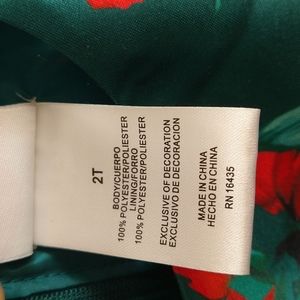 2T
BODY/CUERPO
100% POLYESTER/POLIESTER
LINING/FORRO
100% POLYESTER/POLIESTER
EXCLUSIVE OF DECORATION
EXCLUSIVO DE DECORACION
MADE IN CHINA
HECHO EN CHINA
RN 16435